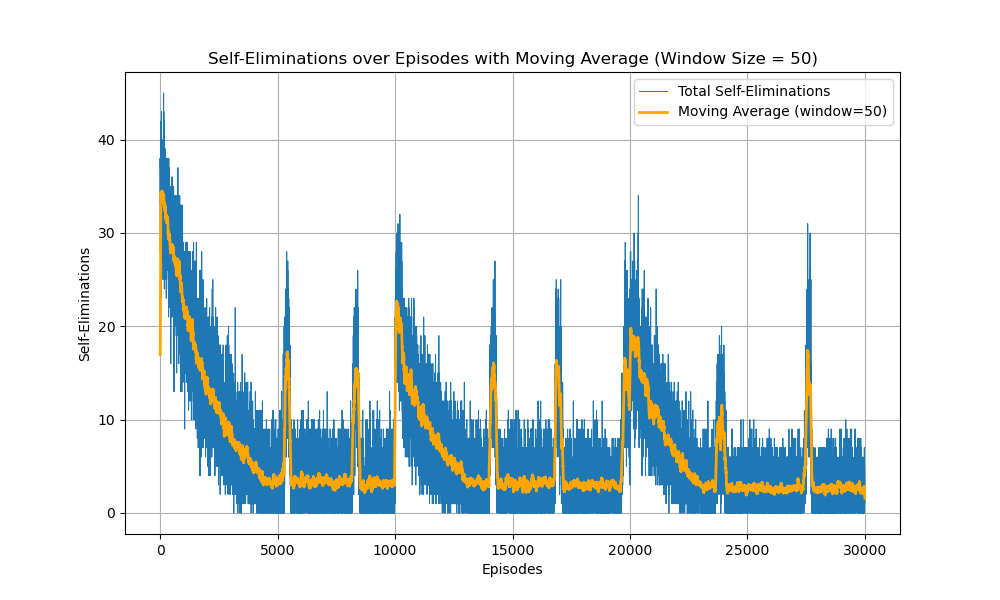 Self-Eliminations over Episodes with Moving Average (Window Size = 50)
Total Self-Eliminations
Moving Average (window=50)
Self-Eliminations
40
30
20
10
0
0 5000 10000 15000 20000 25000 30000
Episodes